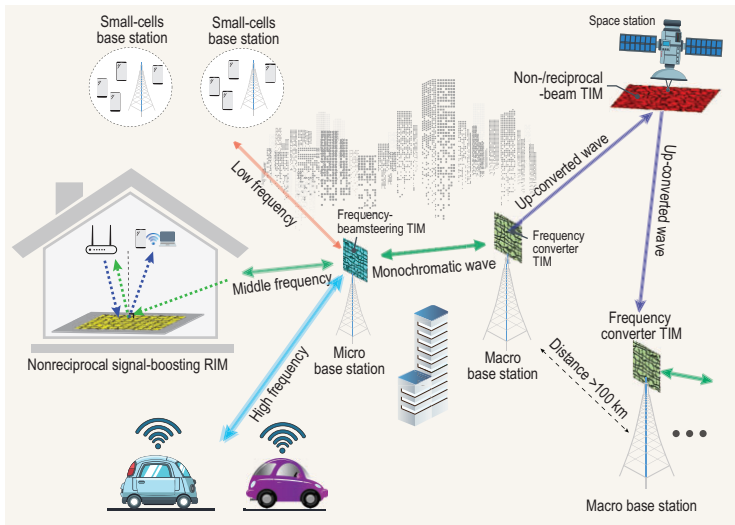 Small-cells
base station
Small-cells
base station
Space station
Non-/reciprocal
-beam TIM
Low frequency
Up-converted wave
Up-converted wave
Frequency-
beamsteering TIM
Frequency
converter
TIM
Middle frequency
Monochromatic wave
Frequency
converter TIM
Nonreciprocal signal-boosting RIM
Micro
base station
Macro
base station
High frequency
Distance >100 km
Macro base station